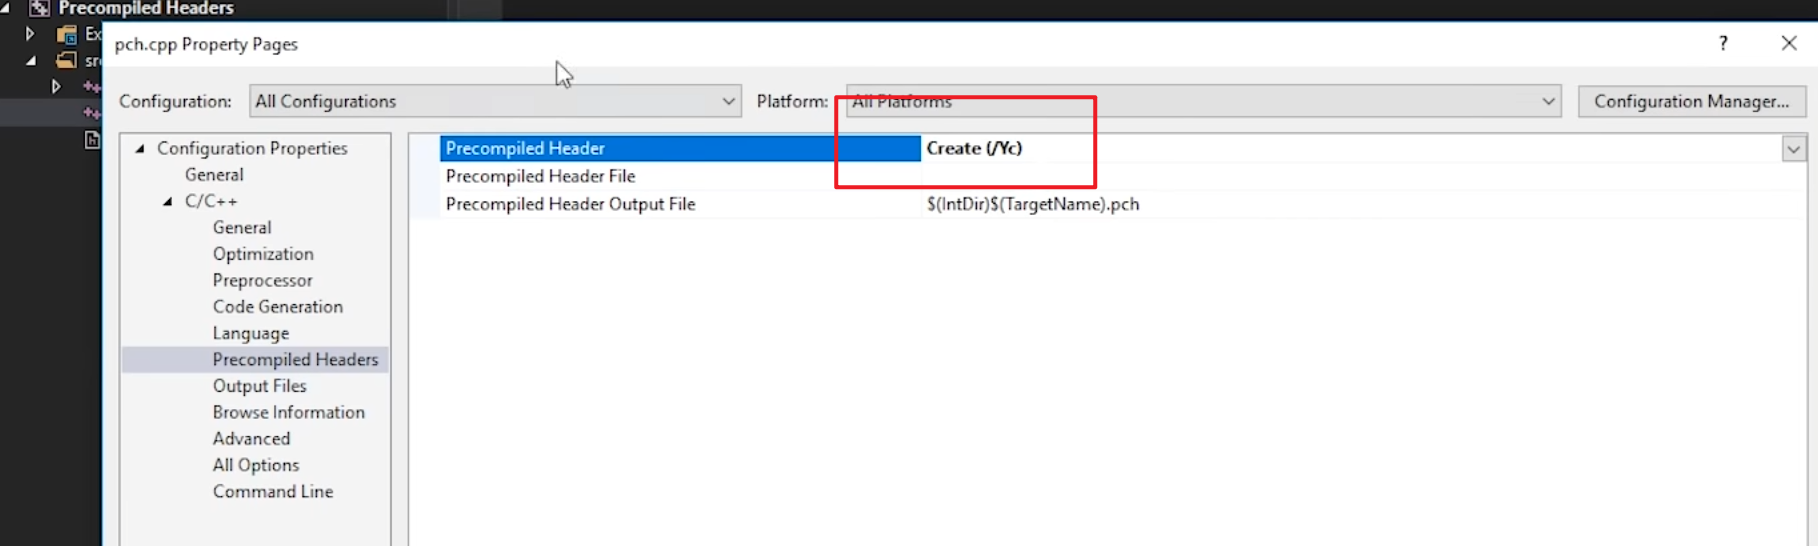 Precompiled Headers
Ex
src
pch.cpp Property Pages
?
Configuration: All Configurations Platform: All Platforms Configuration Manager...
Configuration Properties
General
C/C++
General
Optimization
Preprocessor
Code Generation
Language
Precompiled Headers
Output Files
Browse Information
Advanced
All Options
Command Line
Precompiled Header Create (/Yc)
Precompiled Header File
Precompiled Header Output File $(IntDir)$(TargetName).pch